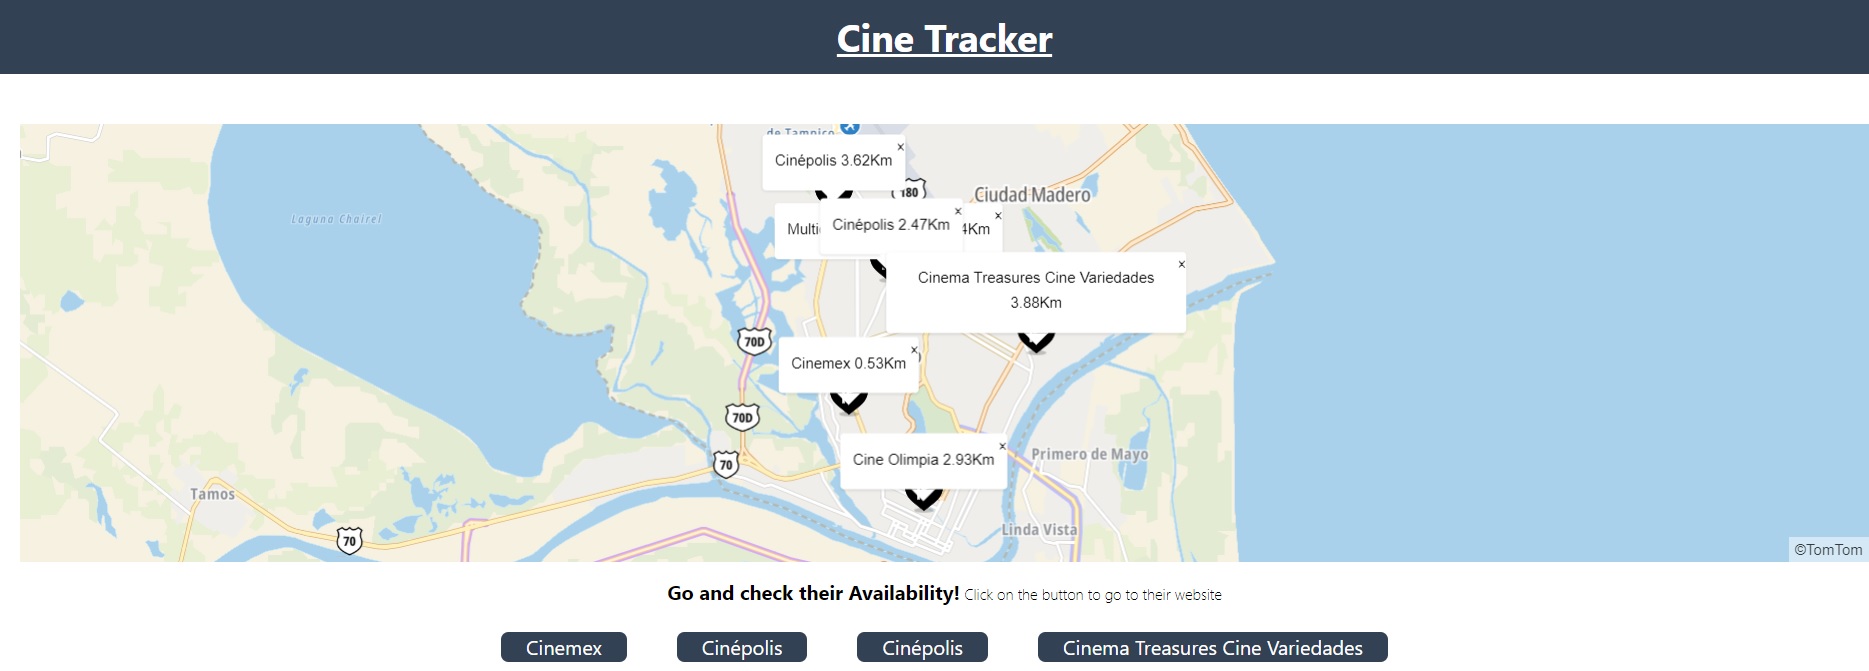 Cine Tracker
de Tampico
Cinépolis 3.62Km
×
180
Ciudad Madero
Laguna Chairel
Cinépolis 2.47Km
×
4Km
×
Cinema Treasures Cine Variedades
3.88Km
×
70D
Cinemex 0.53Km
×
70D
Cine Olimpia 2.93Km
×
Primero de Mayo
70
Tamos
Linda Vista
70
©TomTom
Go and check their Availability! Click on the button to go to their website
Cinemex
Cinépolis
Cinépolis
Cinema Treasures Cine Variedades